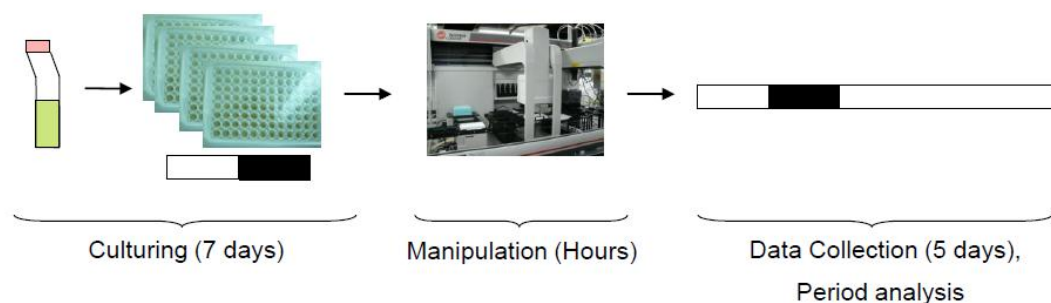 Culturing (7 days)
Manipulation (Hours)
Data Collection (5 days),
Period analysis